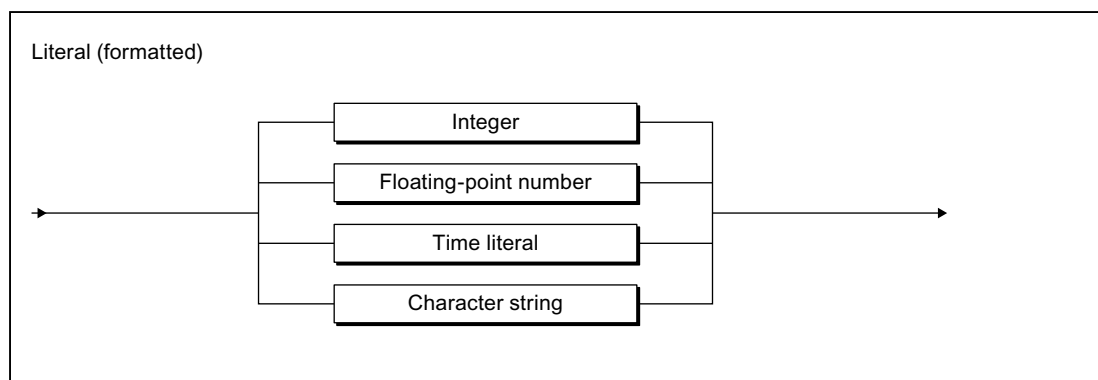 Literal (formatted)
Integer
Floating-point number
Time literal
Character string